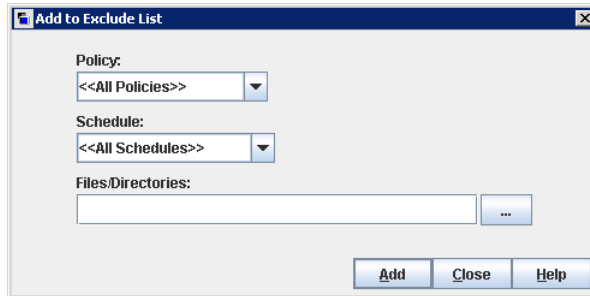 Add to Exclude List
Policy:
<<All Policies>>
Schedule:
<<All Schedules>>
Files/Directories:
...
Add Close Help